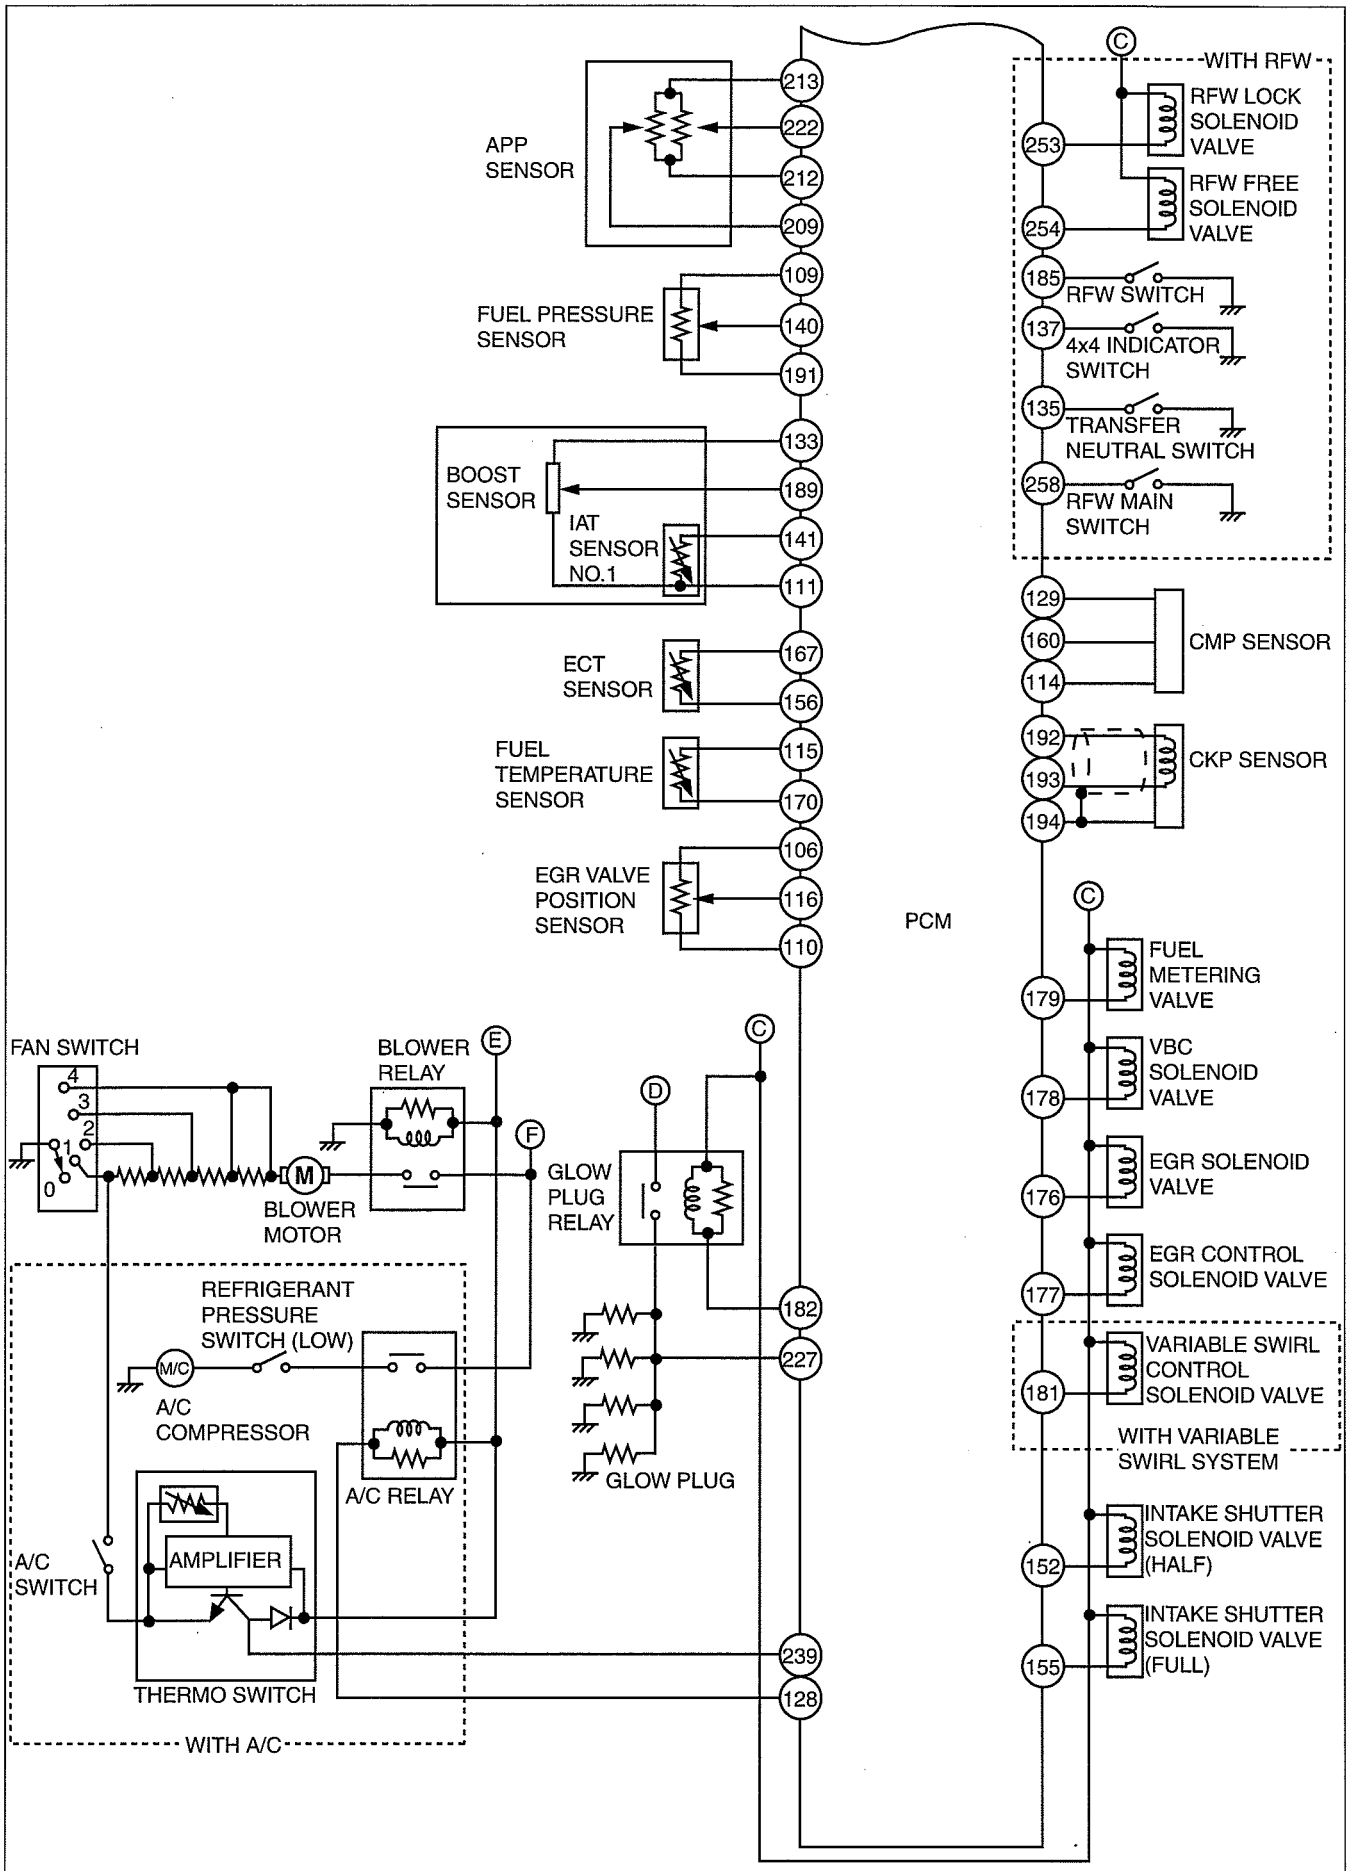 C
WITH RFW
213
222
212
209
APP
SENSOR
253
RFW LOCK
SOLENOID
VALVE
254
RFW FREE
SOLENOID
VALVE
109
140
191
FUEL PRESSURE
SENSOR
185
RFW SWITCH
137
4x4 INDICATOR
SWITCH
135
TRANSFER
NEUTRAL SWITCH
258
RFW MAIN
SWITCH
133
189
141
111
BOOST
SENSOR
IAT
SENSOR
NO.1
129
160
114
CMP SENSOR
167
156
ECT
SENSOR
192
193
194
CKP SENSOR
115
170
FUEL
TEMPERATURE
SENSOR
106
116
110
EGR VALVE
POSITION
SENSOR
PCM
C
179
FUEL
METERING
VALVE
178
VBC
SOLENOID
VALVE
176
EGR SOLENOID
VALVE
177
EGR CONTROL
SOLENOID VALVE
181
VARIABLE SWIRL
CONTROL
SOLENOID VALVE
WITH VARIABLE
SWIRL SYSTEM
152
INTAKE SHUTTER
SOLENOID VALVE
(HALF)
155
INTAKE SHUTTER
SOLENOID VALVE
(FULL)
FAN SWITCH
4
3
2
1
0
BLOWER
RELAY
E
F
C
D
M
BLOWER
MOTOR
GLOW
PLUG
RELAY
182
227
GLOW PLUG
REFRIGERANT
PRESSURE
SWITCH (LOW)
M/C
A/C
COMPRESSOR
A/C RELAY
A/C
SWITCH
AMPLIFIER
THERMO SWITCH
239
128
WITH A/C